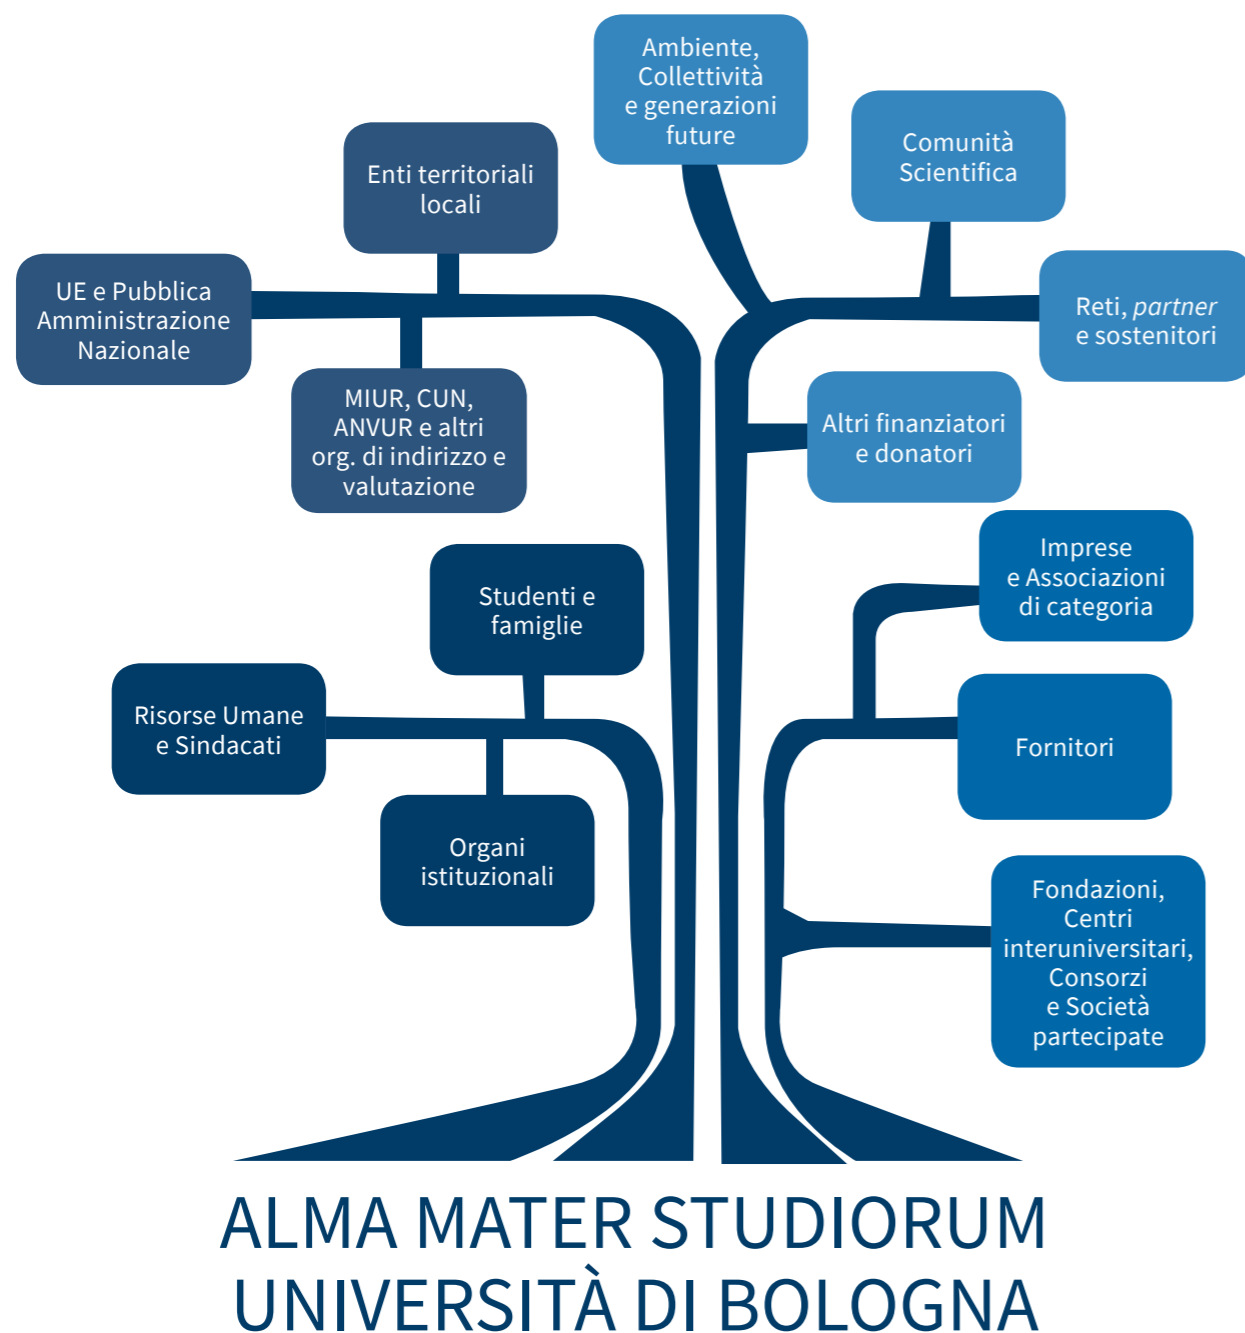 Ambiente,
Collettività
e generazioni
future
Comunità
Scientifica
Enti territoriali
locali
UE e Pubblica
Amministrazione
Nazionale
Reti, partner
e sostenitori
MIUR, CUN,
ANVUR e altri
org. di indirizzo e
valutazione
Altri finanziatori
e donatori
Imprese
e Associazioni
di categoria
Studenti e
famiglie
Risorse Umane
e Sindacati
Fornitori
Organi
istituzionali
Fondazioni,
Centri
interuniversitari,
Consorzi
e Società
partecipate
ALMA MATER STUDIORUM
UNIVERSITÀ DI BOLOGNA